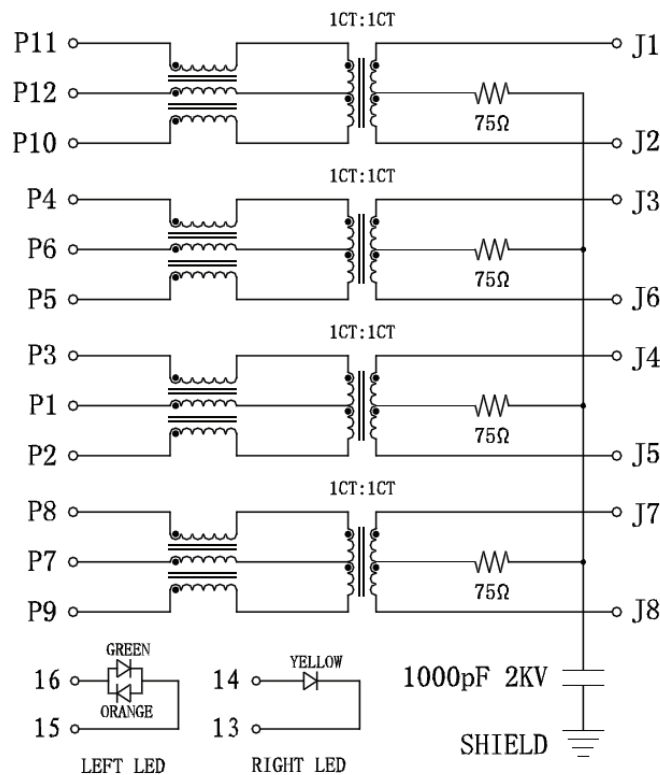 1CT:1CT
P11 J1
P12
75Ω
P10 J2
1CT:1CT
P4 J3
P6
75Ω
P5 J6
1CT:1CT
P3 J4
P1
75Ω
P2 J5
1CT:1CT
P8 J7
P7
75Ω
P9 J8
GREEN YELLOW
16 14 1000pF 2KV
ORANGE
15 13
SHIELD
LEFT LED RIGHT LED